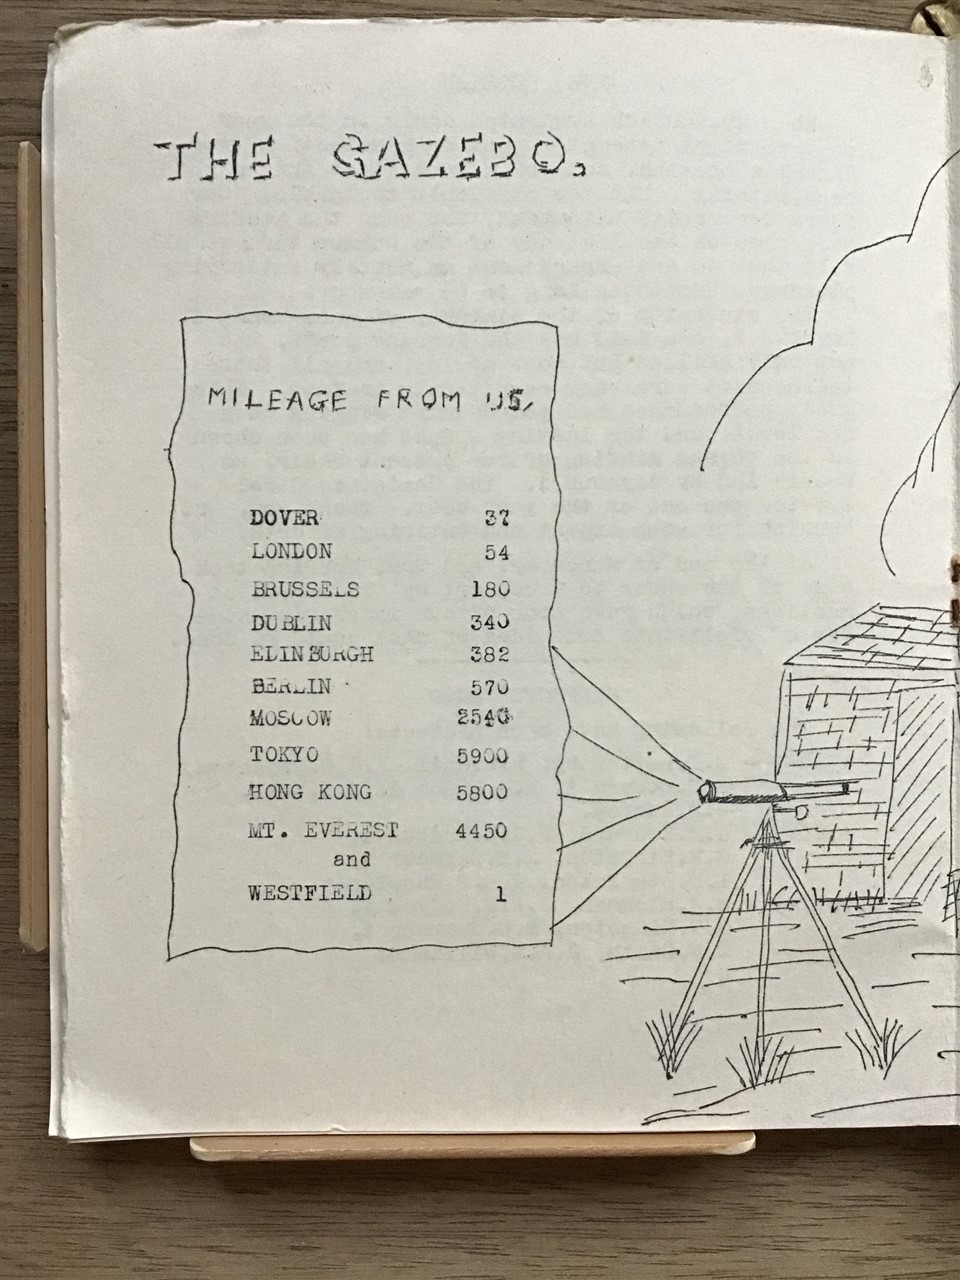 THE GAZEBO.
MILEAGE FROM US,
DOVER 37
LONDON 54
BRUSSELS 180
DUBLIN 340
ELINBURGH 382
BERLIN 570
MOSCOW 2540
TOKYO 5900
HONG KONG 5800
MT. EVEREST 4450
and
WESTFIELD 1